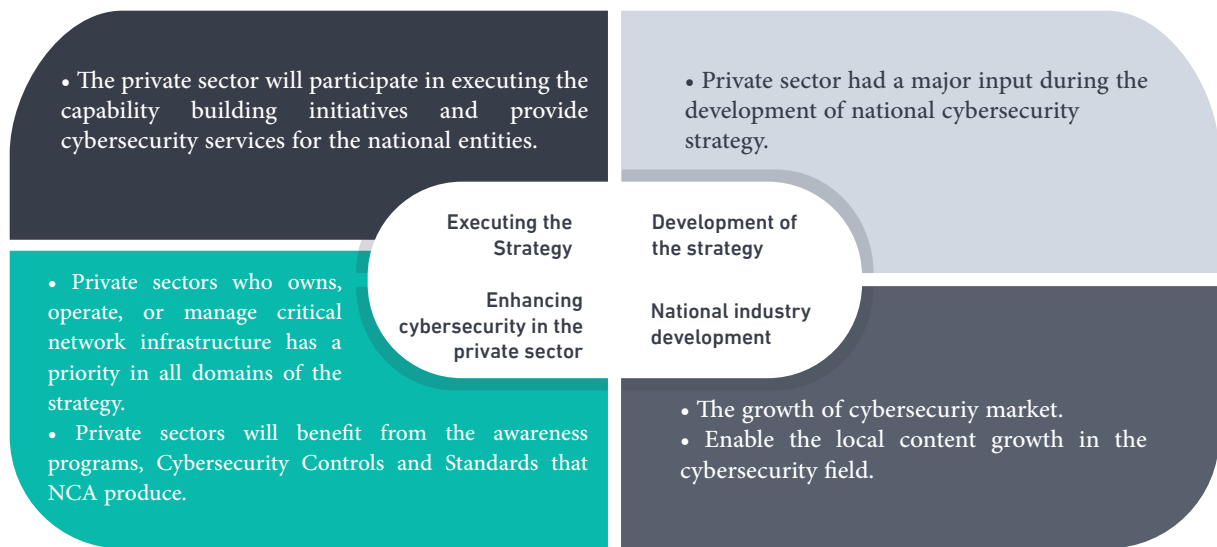 • The private sector will participate in executing the
capability building initiatives and provide
cybersecurity services for the national entities.
• Private sector had a major input during the
development of national cybersecurity
strategy.
Executing the
Strategy
Development of
the strategy
Enhancing
cybersecurity in the
private sector
National industry
development
• Private sectors who owns,
operate, or manage critical
network infrastructure has a
priority in all domains of the
strategy.
• Private sectors will benefit from the awareness
programs, Cybersecurity Controls and Standards that
NCA produce.
• The growth of cybersecuriy market.
• Enable the local content growth in the
cybersecurity field.